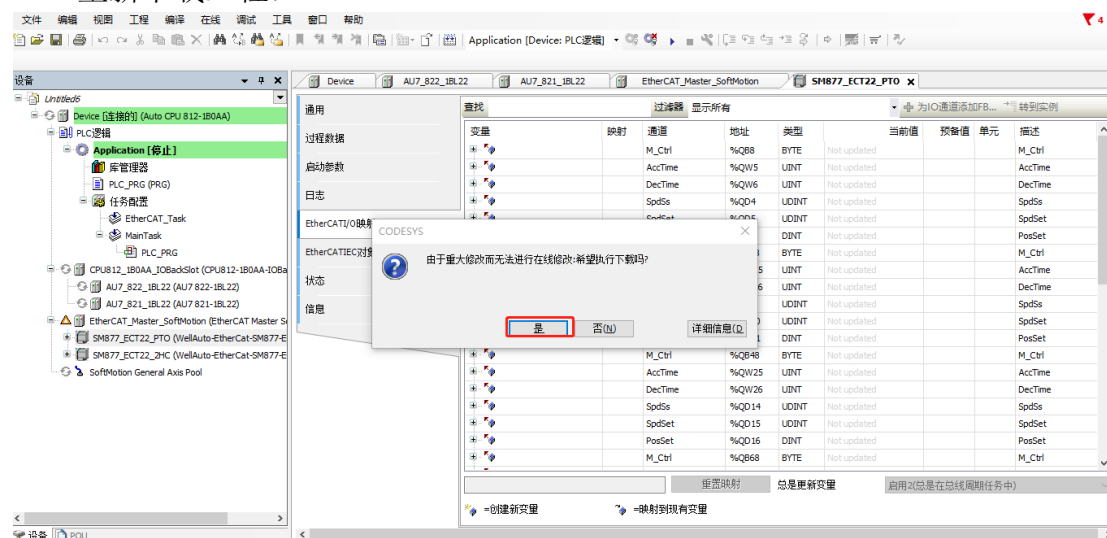 文件 编辑 视图 工程 编译 在线 调试 工具 窗口 帮助
4
Application [Device: PLC逻辑]
设备
Device
AU7_822_1BL22
AU7_821_1BL22
EtherCAT_Master_SoftMotion
SM877_ECT22_PTO
Untitled6
Device [连接的] (Auto CPU 812-1B0AA)
PLC逻辑
Application [停止]
库管理器
PLC_PRG (PRG)
任务配置
EtherCAT_Task
MainTask
PLC_PRG
CPU812_1B0AA_IOBackSlot (CPU812-1B0AA-IOBa
AU7_822_1BL22 (AU7 822-1BL22)
AU7_821_1BL22 (AU7 821-1BL22)
EtherCAT_Master_SoftMotion (EtherCAT Master S
SM877_ECT22_PTO (WellAuto-EtherCat-SM877-E
SM877_ECT22_2HC (WellAuto-EtherCat-SM877-E
SoftMotion General Axis Pool
通用
过程数据
启动参数
日志
EtherCATI/O映射
EtherCATIEC对象
状态
信息
查找 过滤器 显示所有 为IO通道添加FB... 转到实例
变量 映射 通道 地址 类型 当前值 预备值 单元 描述
M_Ctrl %QB8 BYTE Not updated M_Ctrl
AccTime %QW5 UINT Not updated AccTime
DecTime %QW6 UINT Not updated DecTime
SpdSs %QD4 UDINT Not updated SpdSs
SpdSet %QD5 UDINT Not updated SpdSet
DINT Not updated PosSet
BYTE Not updated M_Ctrl
5 UINT Not updated AccTime
6 UINT Not updated DecTime
UDINT Not updated SpdSs
UDINT Not updated SpdSet
1 DINT Not updated PosSet
M_Ctrl %QB48 BYTE Not updated M_Ctrl
AccTime %QW25 UINT Not updated AccTime
DecTime %QW26 UINT Not updated DecTime
SpdSs %QD14 UDINT Not updated SpdSs
SpdSet %QD15 UDINT Not updated SpdSet
PosSet %QD16 DINT Not updated PosSet
M_Ctrl %QB68 BYTE Not updated M_Ctrl
CODESYS
由于重大修改而无法进行在线修改:希望执行下载吗?
是 否(N) 详细信息(D
重置映射 总是更新变量 启用2(总是在总线周期任务中)
=创建新变量 =映射到现有变量
设备 POU